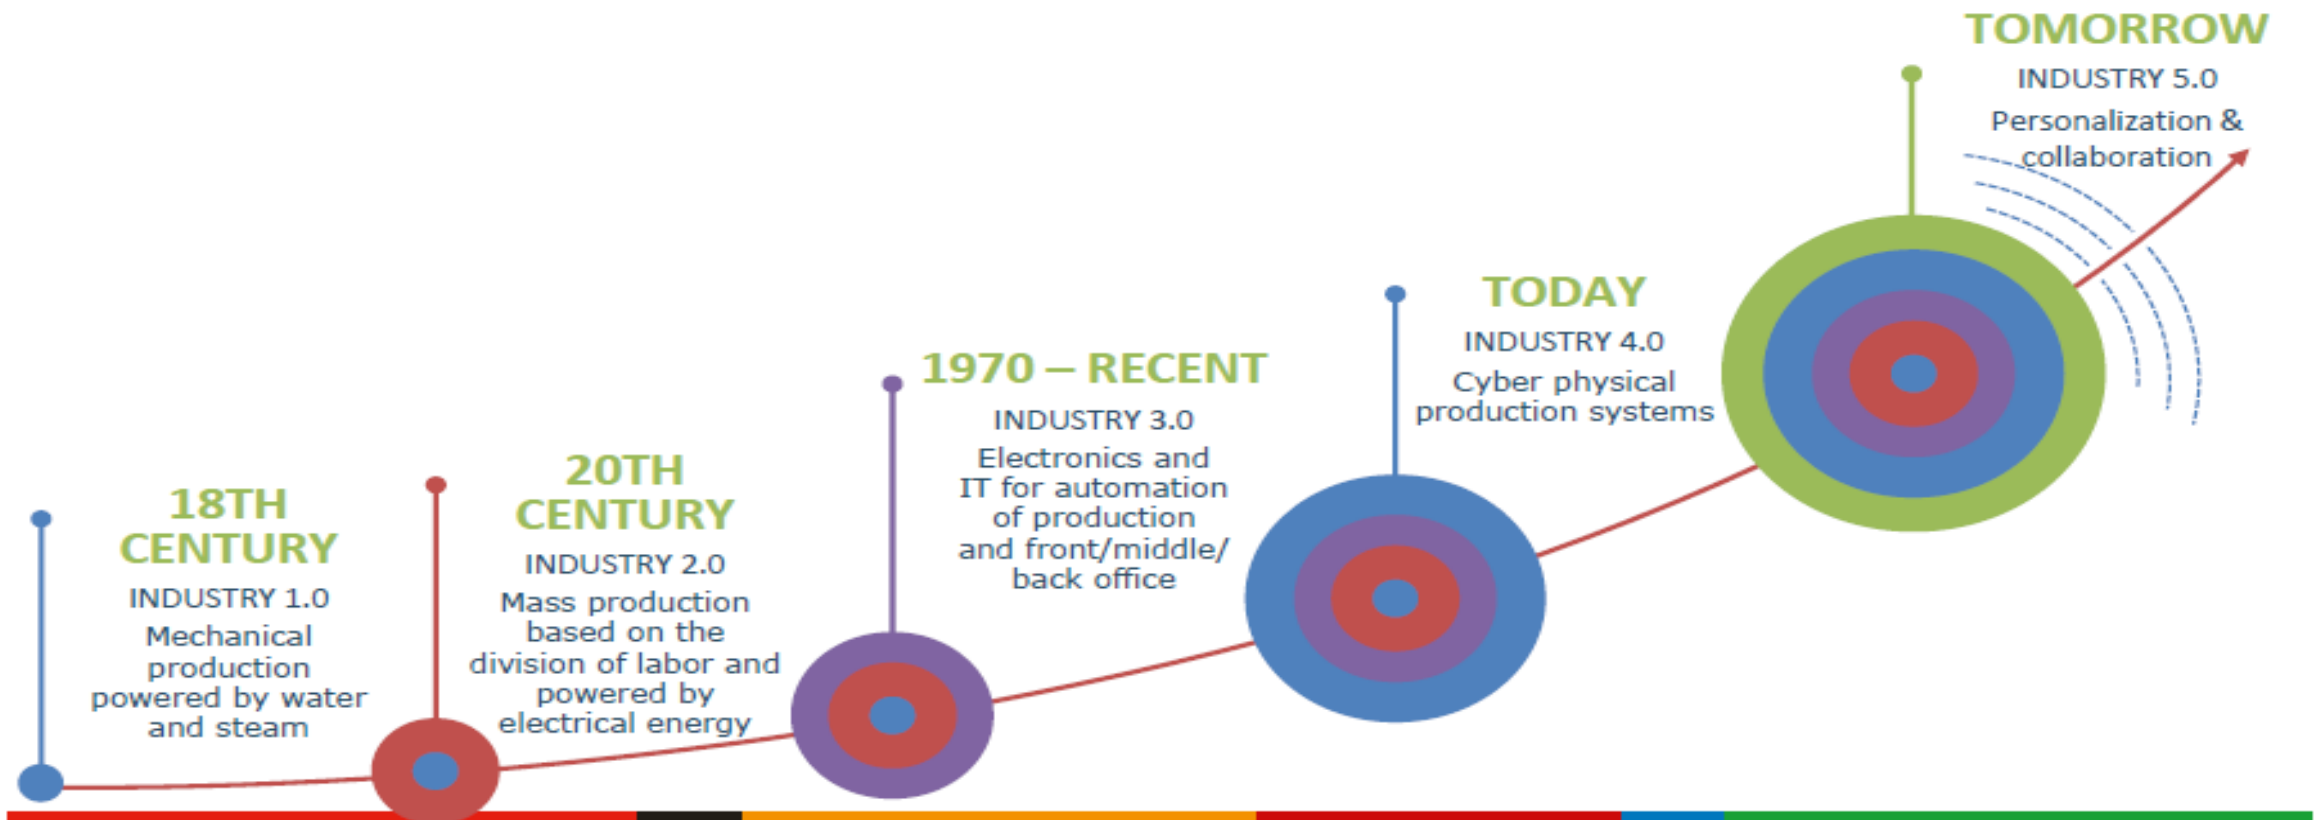 18TH
CENTURY
INDUSTRY 1.0
Mechanical
production
powered by water
and steam
20TH
CENTURY
INDUSTRY 2.0
Mass production
based on the
division of labor and
powered by
electrical energy
1970 – RECENT
INDUSTRY 3.0
Electronics and
IT for automation
of production
and front/middle/
back office
TODAY
INDUSTRY 4.0
Cyber physical
production systems
TOMORROW
INDUSTRY 5.0
Personalization &
collaboration